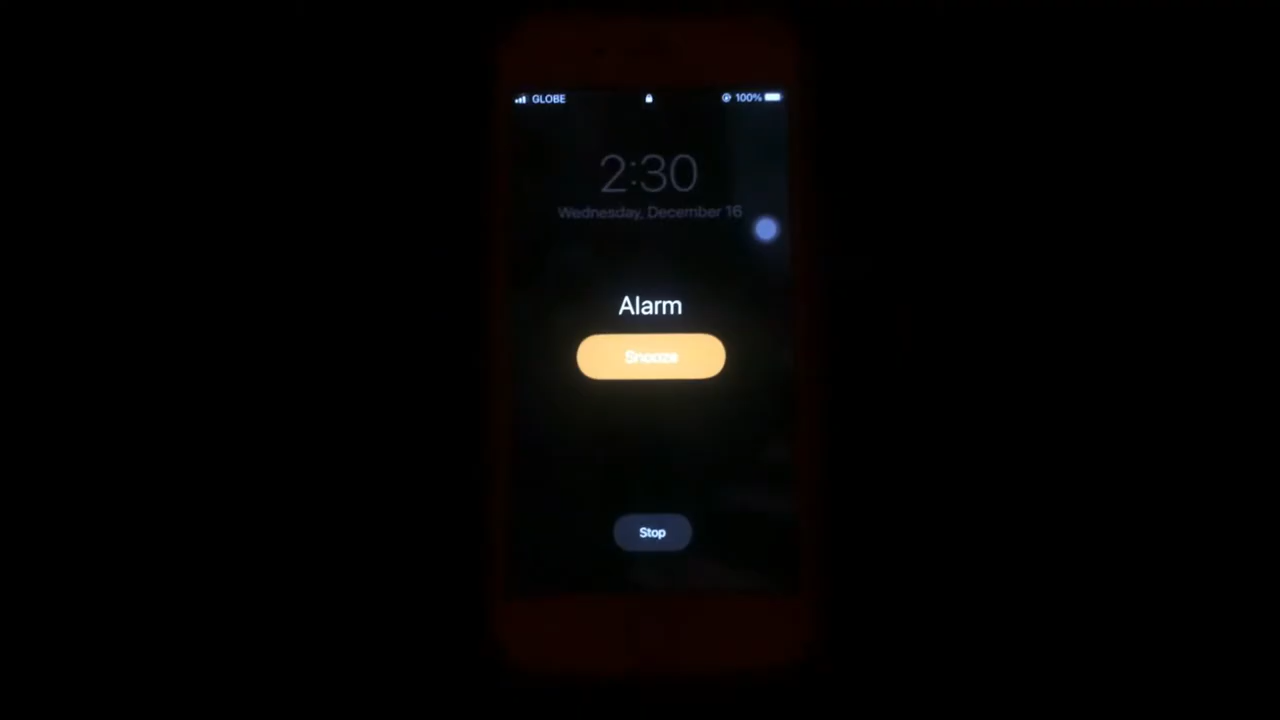 GLOBE 100%
2:30
Wednesday, December 16
Alarm
Snooze
Stop